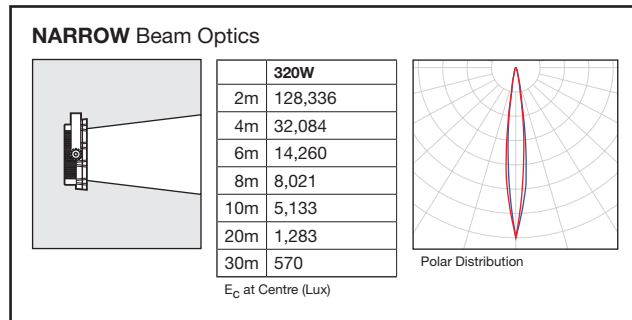 NARROW Beam Optics
320W
2m 128,336
4m 32,084
6m 14,260
8m 8,021
10m 5,133
20m 1,283
30m 570
EC at Centre (Lux)
Polar Distribution